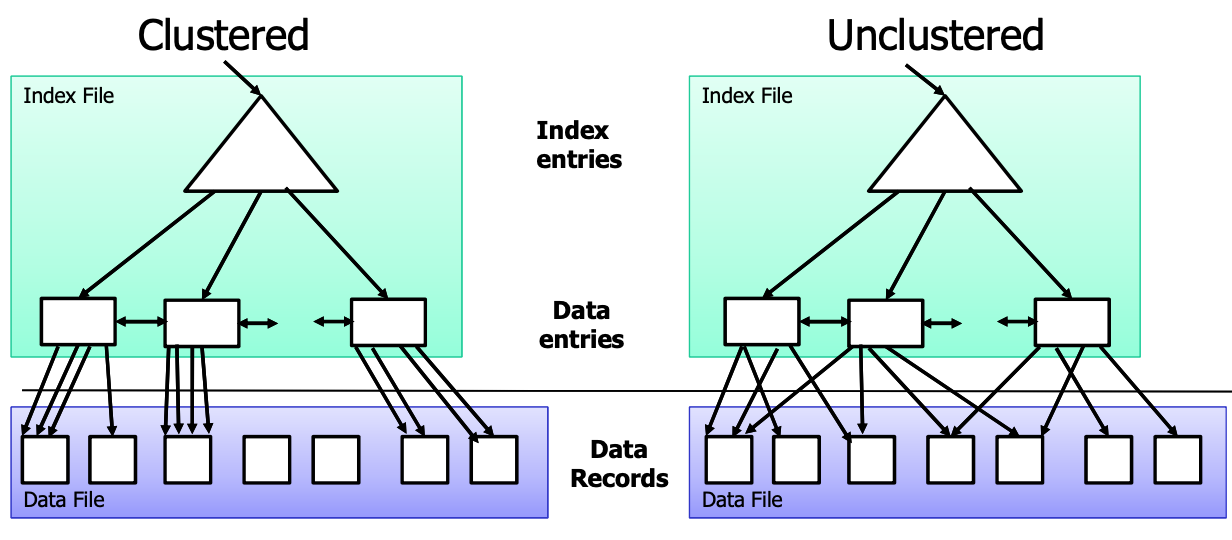 Clustered
Unclustered
Index File
Index File
Index
entries
Data
entries
Data
Records
Data File
Data File